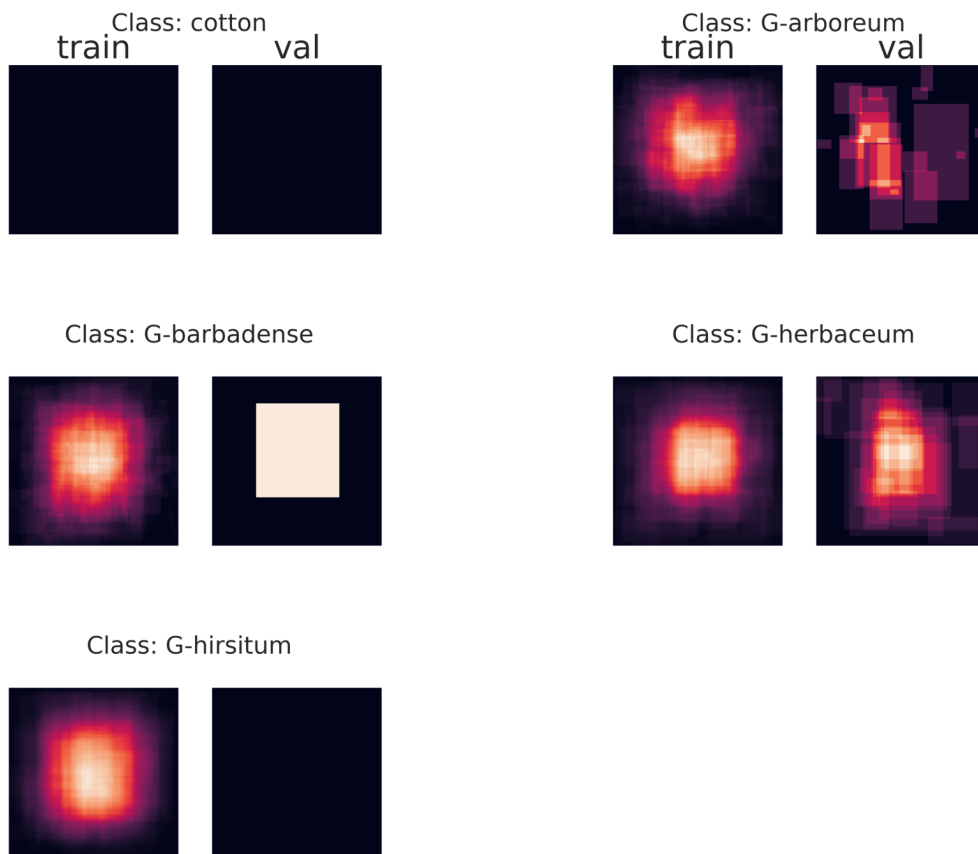 Class: cotton
train val
Class: G-arboreum
train val
Class: G-barbadense
Class: G-herbaceum
Class: G-hirsitum